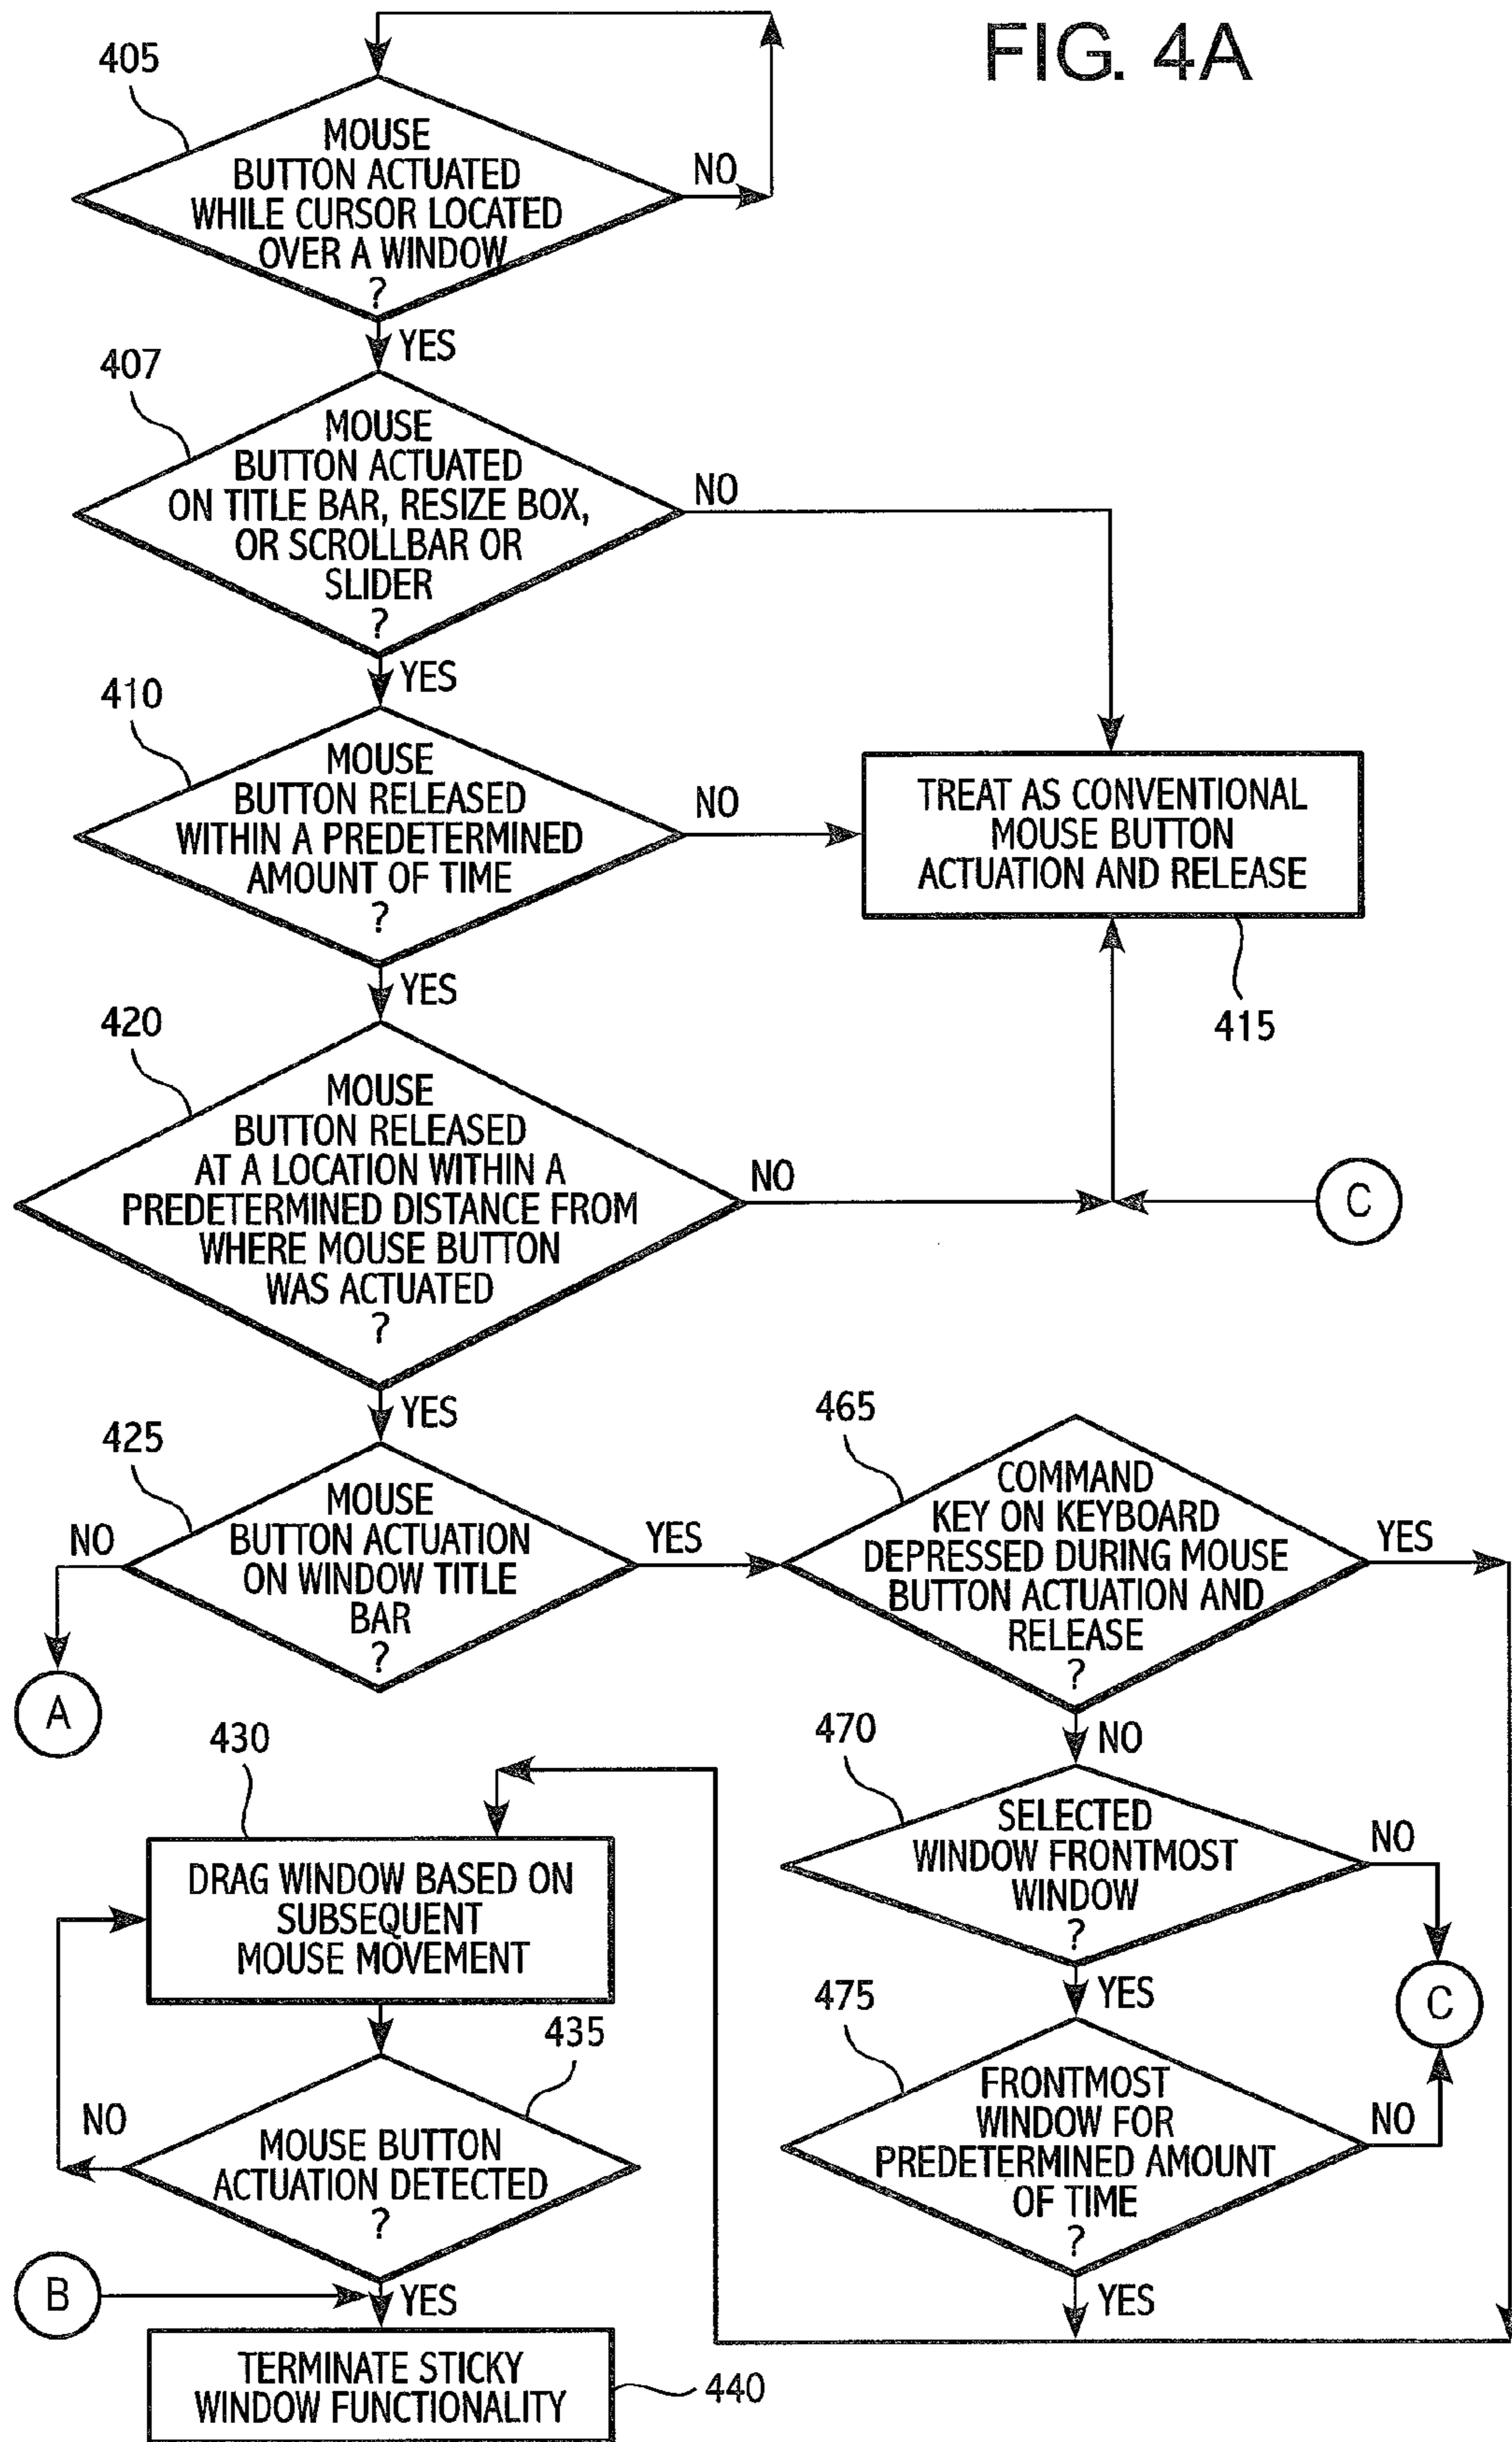 FIG. 4A
405
MOUSE
BUTTON ACTUATED
WHILE CURSOR LOCATED
OVER A WINDOW
?
NO
YES
407
MOUSE
BUTTON ACTUATED
ON TITLE BAR, RESIZE BOX,
OR SCROLLBAR OR
SLIDER
?
NO
YES
410
MOUSE
BUTTON RELEASED
WITHIN A PREDETERMINED
AMOUNT OF TIME
?
NO
TREAT AS CONVENTIONAL
MOUSE BUTTON
ACTUATION AND RELEASE
415
YES
420
MOUSE
BUTTON RELEASED
AT A LOCATION WITHIN A
PREDETERMINED DISTANCE FROM
WHERE MOUSE BUTTON
WAS ACTUATED
?
NO
C
YES
425
MOUSE
BUTTON ACTUATION
ON WINDOW TITLE
BAR
?
NO
A
YES
465
COMMAND
KEY ON KEYBOARD
DEPRESSED DURING MOUSE
BUTTON ACTUATION AND
RELEASE
?
YES
NO
470
SELECTED
WINDOW FRONTMOST
WINDOW
?
NO
C
YES
475
FRONTMOST
WINDOW FOR
PREDETERMINED AMOUNT
OF TIME
?
NO
YES
430
DRAG WINDOW BASED ON
SUBSEQUENT
MOUSE MOVEMENT
435
MOUSE BUTTON
ACTUATION DETECTED
?
NO
B
YES
TERMINATE STICKY
WINDOW FUNCTIONALITY
440